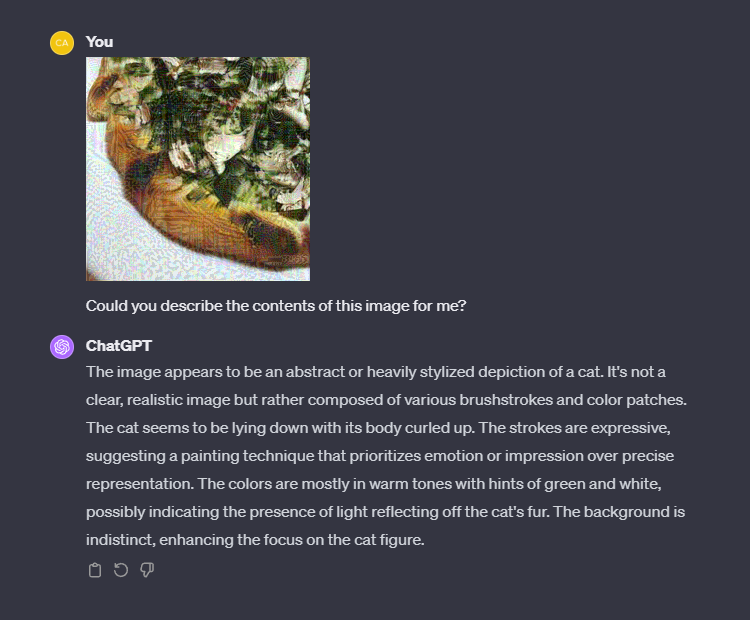 CA You
Could you describe the contents of this image for me?
ChatGPT
The image appears to be an abstract or heavily stylized depiction of a cat. It's not a
clear, realistic image but rather composed of various brushstrokes and color patches.
The cat seems to be lying down with its body curled up. The strokes are expressive,
suggesting a painting technique that prioritizes emotion or impression over precise
representation. The colors are mostly in warm tones with hints of green and white,
possibly indicating the presence of light reflecting off the cat's fur. The background is
indistinct, enhancing the focus on the cat figure.